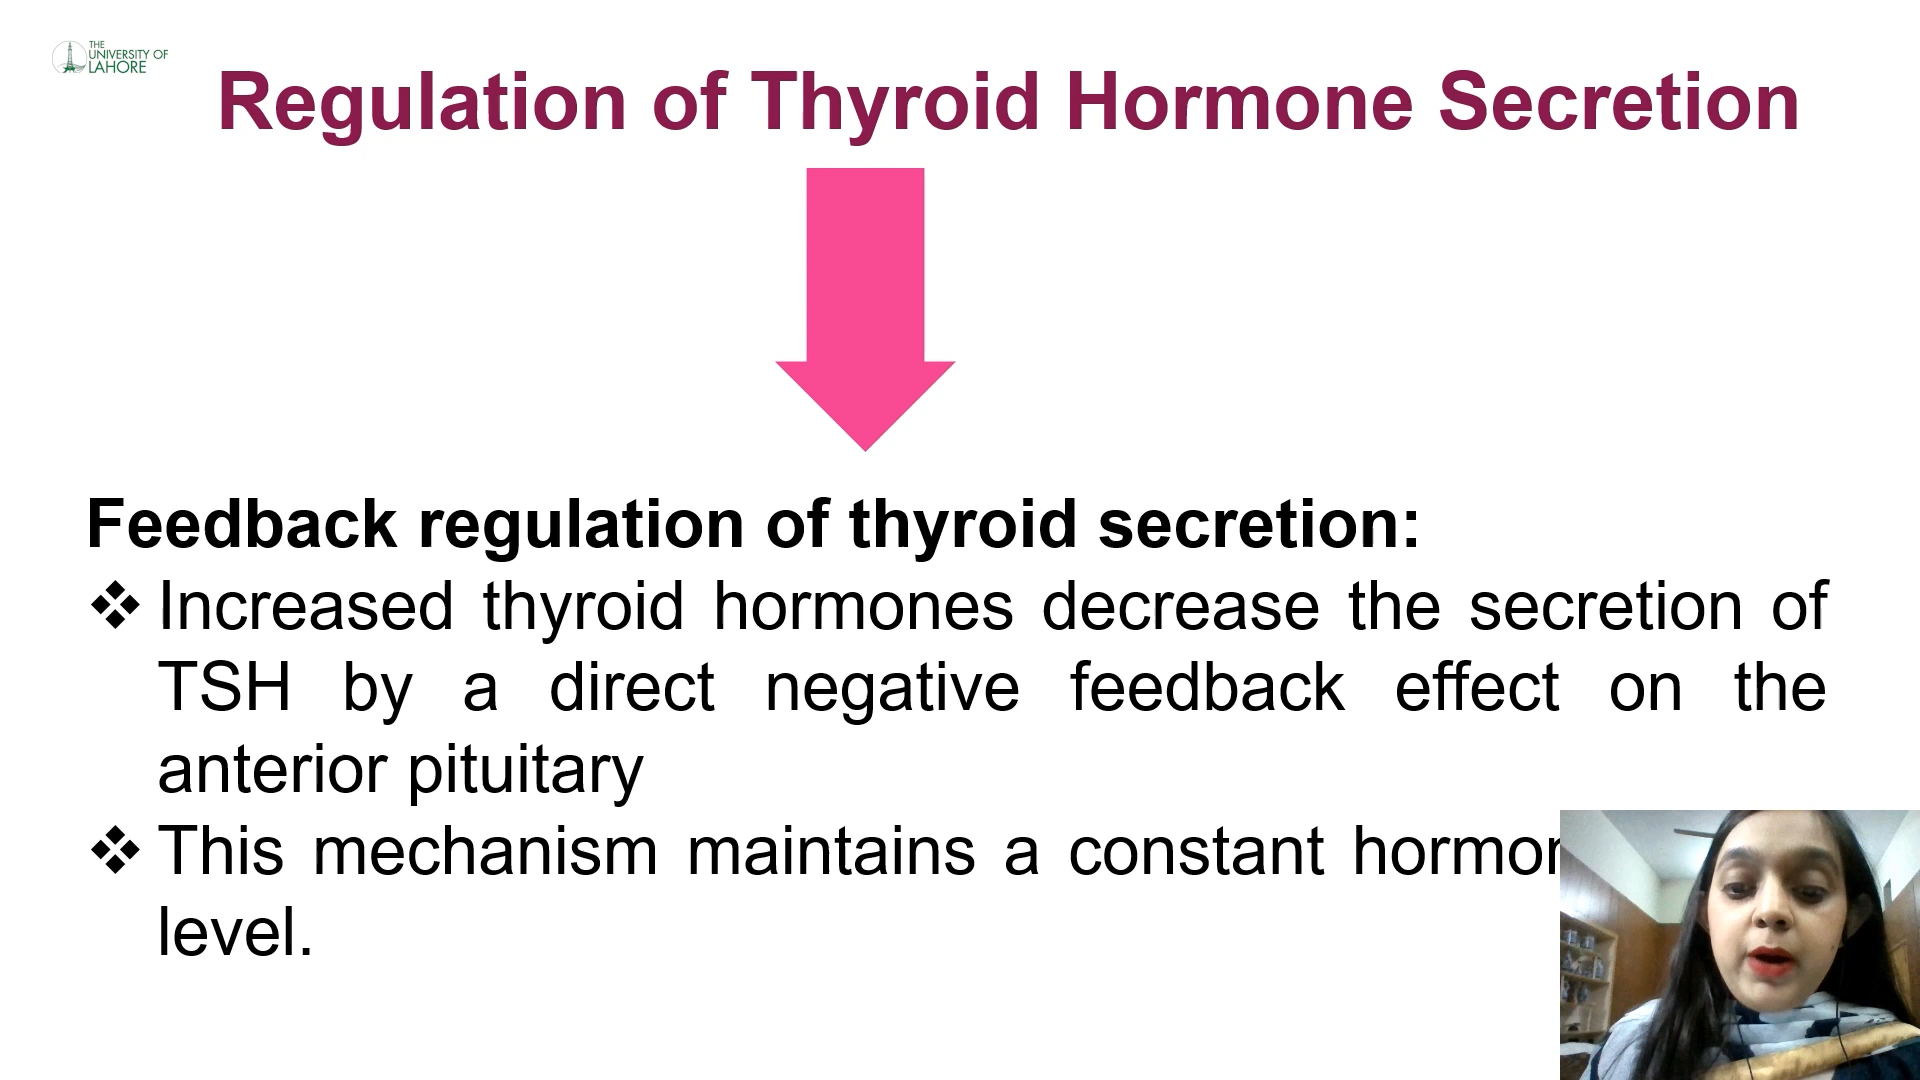 THE
UNIVERSITY OF
LAHORE
Regulation of Thyroid Hormone Secretion
Feedback regulation of thyroid secretion:
❖ Increased thyroid hormones decrease the secretion of
TSH by a direct negative feedback effect on the
anterior pituitary
❖ This mechanism maintains a constant
level.